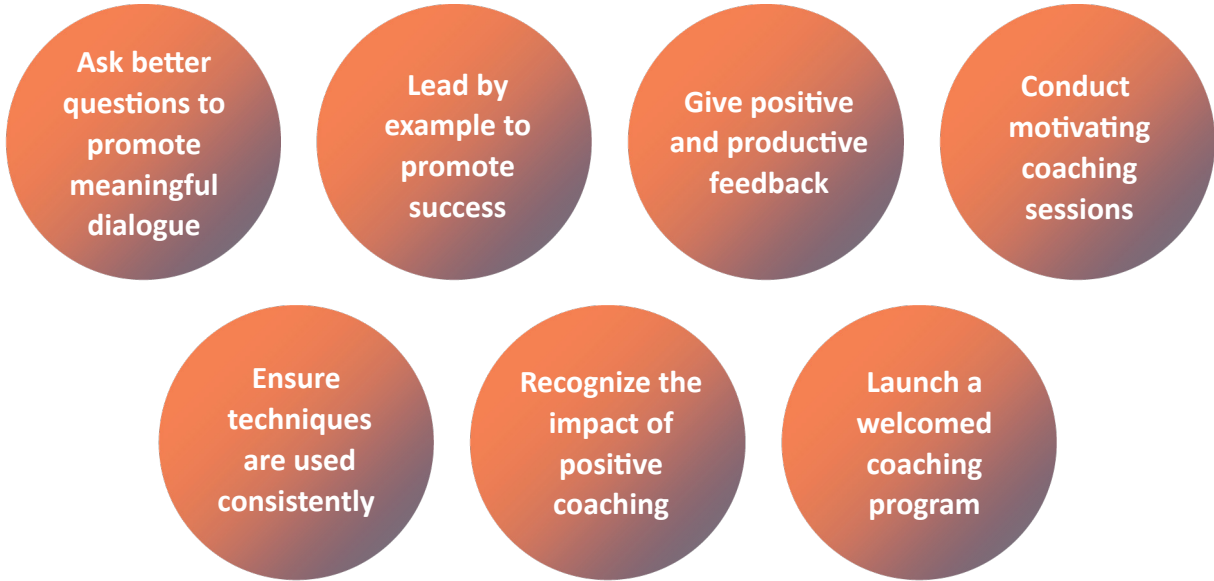 Ask better
questions to
promote
meaningful
dialogue
Lead by
example to
promote
success
Give positive
and productive
feedback
Conduct
motivating
coaching
sessions
Ensure
techniques
are used
consistently
Recognize the
impact of
positive
coaching
Launch a
welcomed
coaching
program